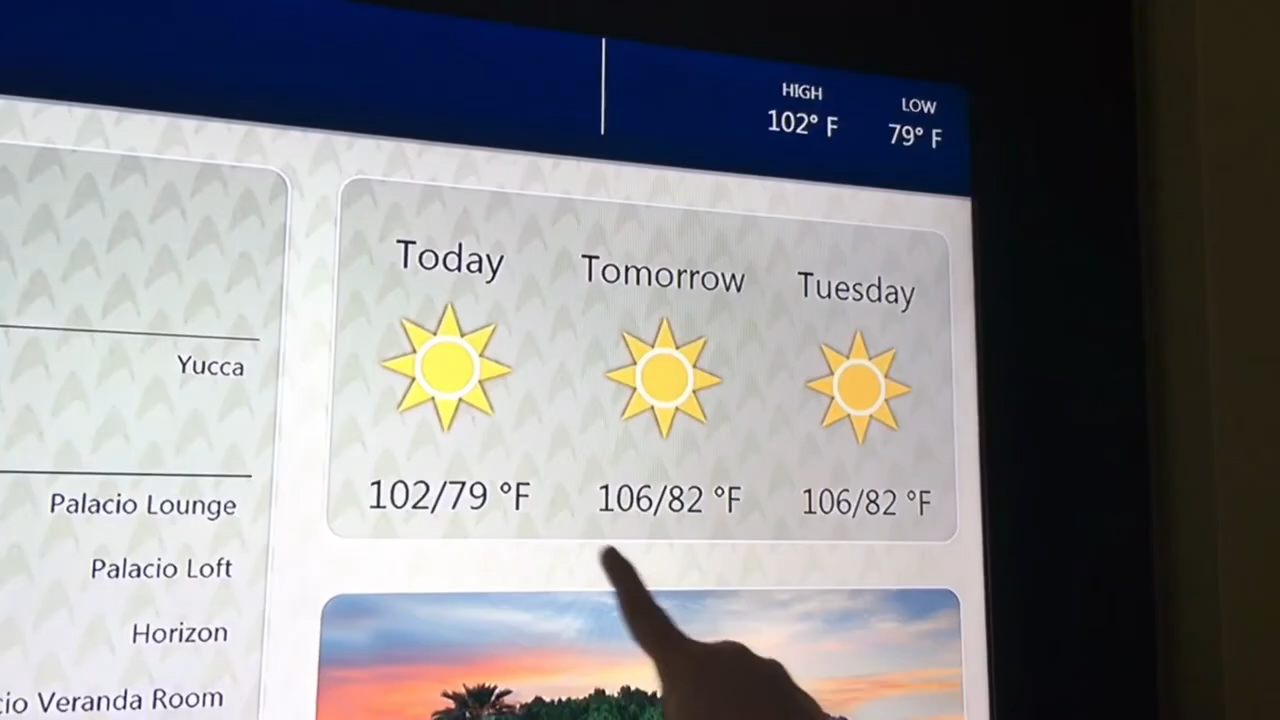 HIGH
102° F
LOW
79° F
Today
Tomorrow
Tuesday
102/79 °F
106/82 °F
106/82 °F
Yucca
Palacio Lounge
Palacio Loft
Horizon
cio Veranda Room